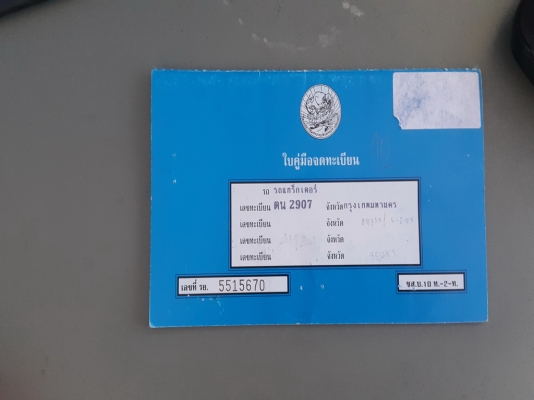 ใบคู่มือจดทะเบียน
รถ รถแทร็กเตอร์
เลขทะเบียน ตน 2907 จังหวัด กรุงเทพมหานคร
เลขทะเบียน จังหวัด
เลขทะเบียน จังหวัด
เลขทะเบียน จังหวัด
เลขที่ รย. 5515670